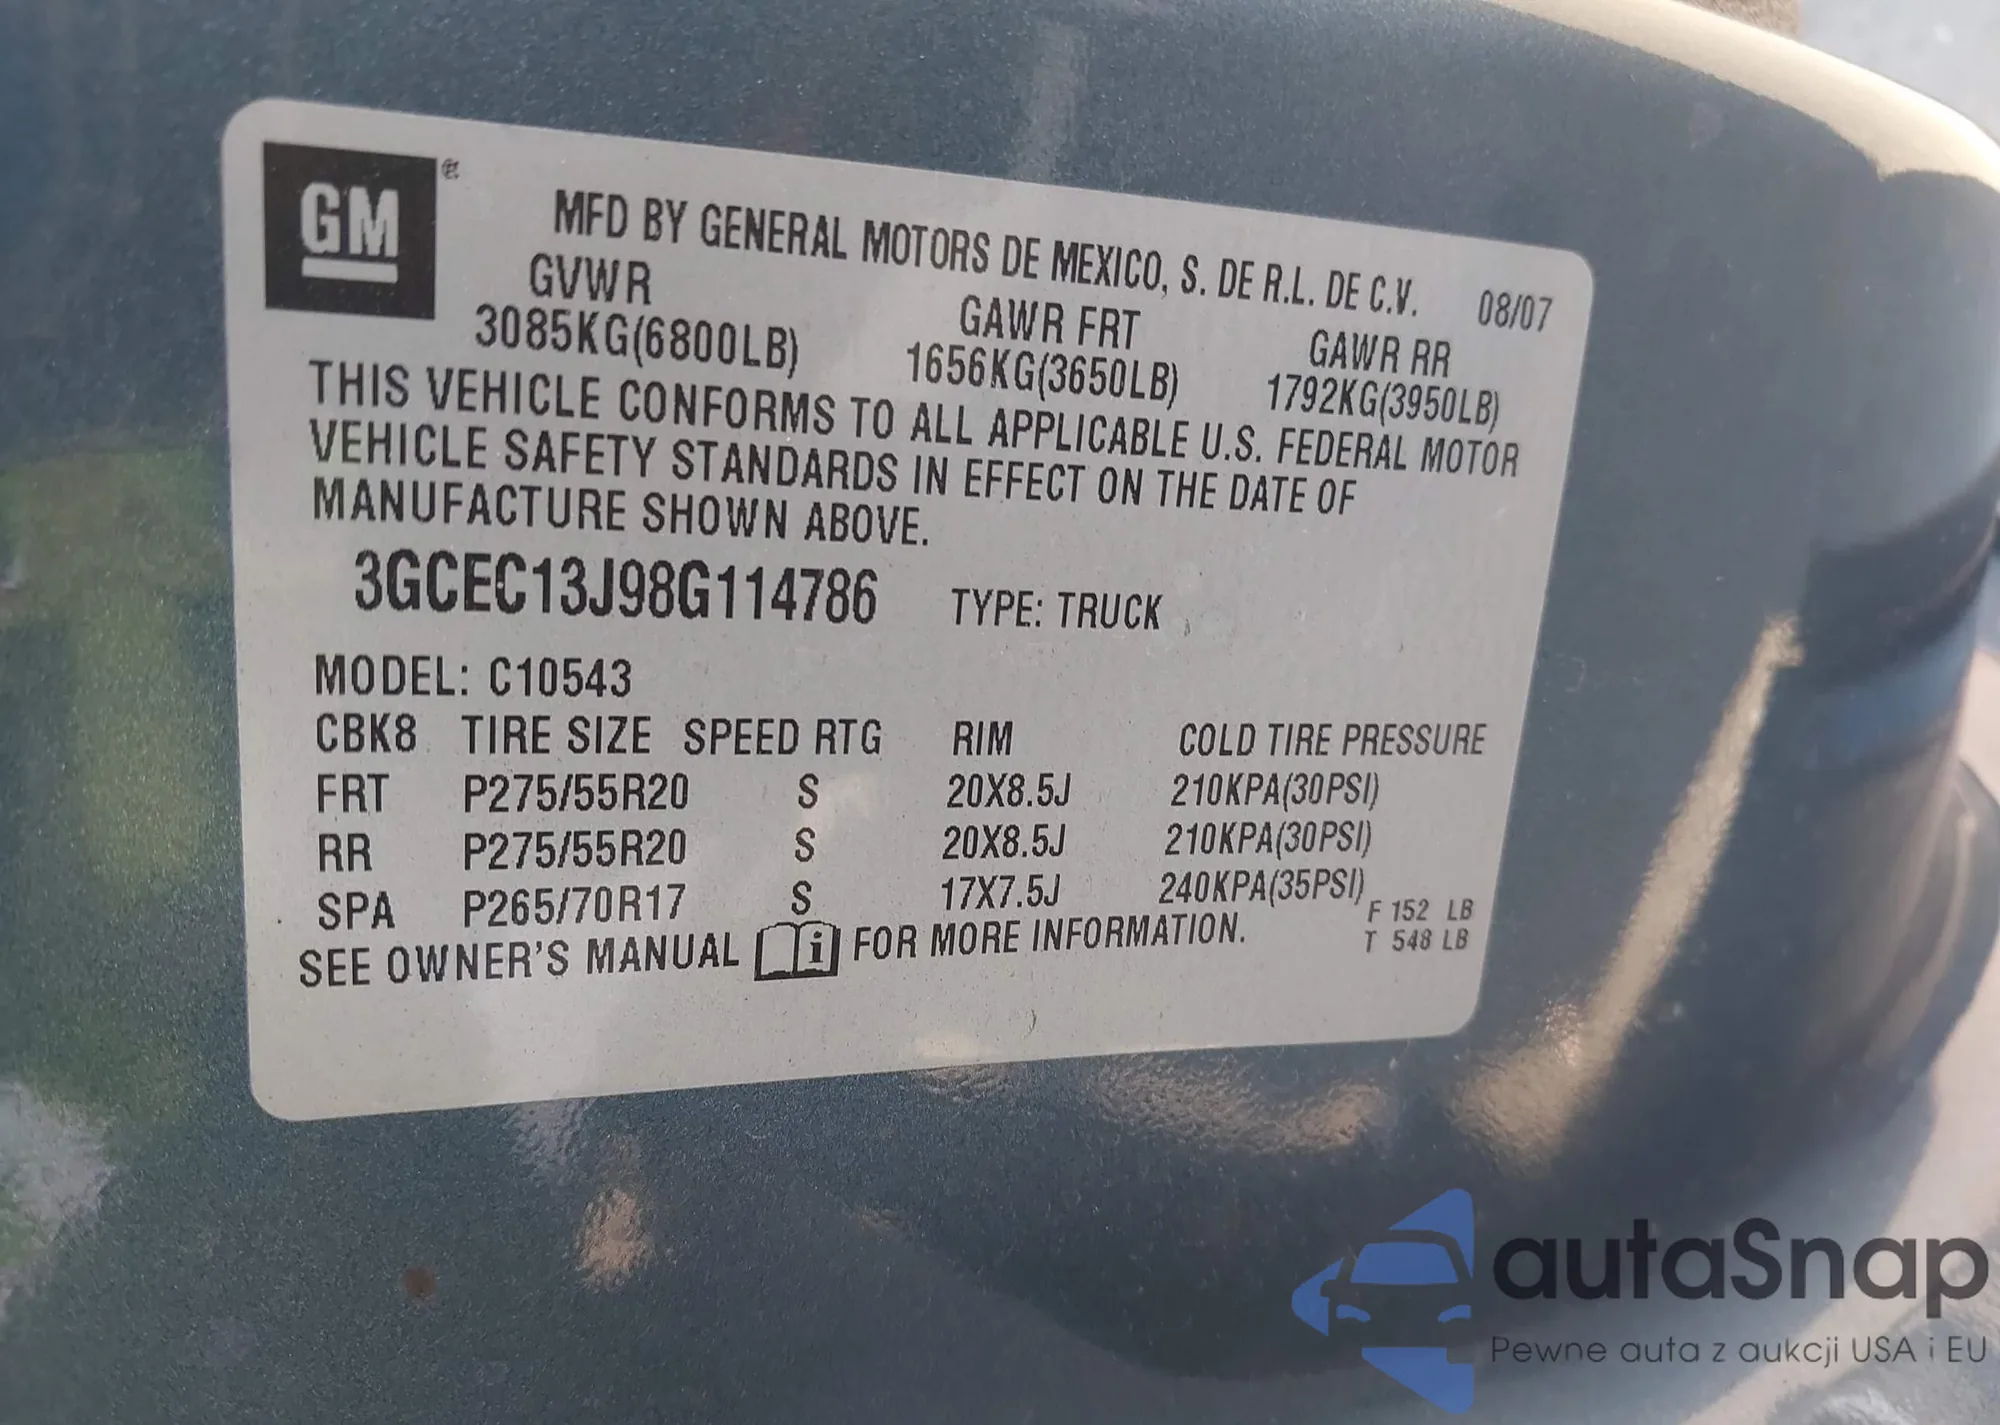 GM
MFD BY GENERAL MOTORS DE MEXICO, S. DE R.L. DE C.V. 08/07
GVWR GAWR FRT GAWR RR
3085KG(6800LB) 1656KG(3650LB) 1792KG(3950LB)
THIS VEHICLE CONFORMS TO ALL APPLICABLE U.S. FEDERAL MOTOR
VEHICLE SAFETY STANDARDS IN EFFECT ON THE DATE OF
MANUFACTURE SHOWN ABOVE.
3GCEC13J98G114786 TYPE: TRUCK
MODEL: C10543
CBK8 TIRE SIZE SPEED RTG RIM COLD TIRE PRESSURE
FRT P275/55R20 S 20X8.5J 210KPA(30PSI)
RR P275/55R20 S 20X8.5J 210KPA(30PSI)
SPA P265/70R17 S 17X7.5J 240KPA(35PSI)
F 152 LB
T 548 LB
SEE OWNER'S MANUAL i FOR MORE INFORMATION.
autaSnap
Pewne auta z aukcji USA i EU